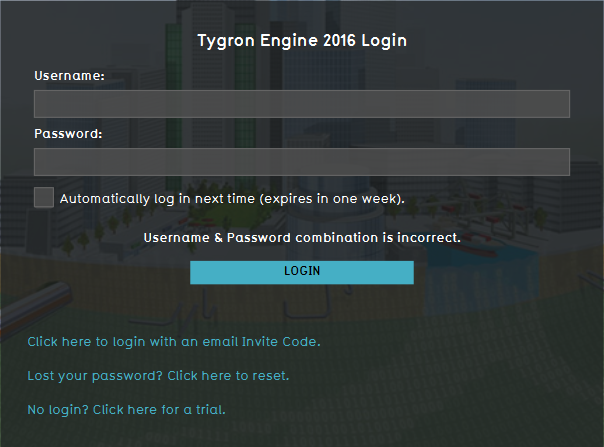 Tygron Engine 2016 Login
Username:
Password:
Automatically log in next time (expires in one week).
Username & Password combination is incorrect.
LOGIN
Click here to login with an email Invite Code.
Lost your password? Click here to reset.
No login? Click here for a trial.